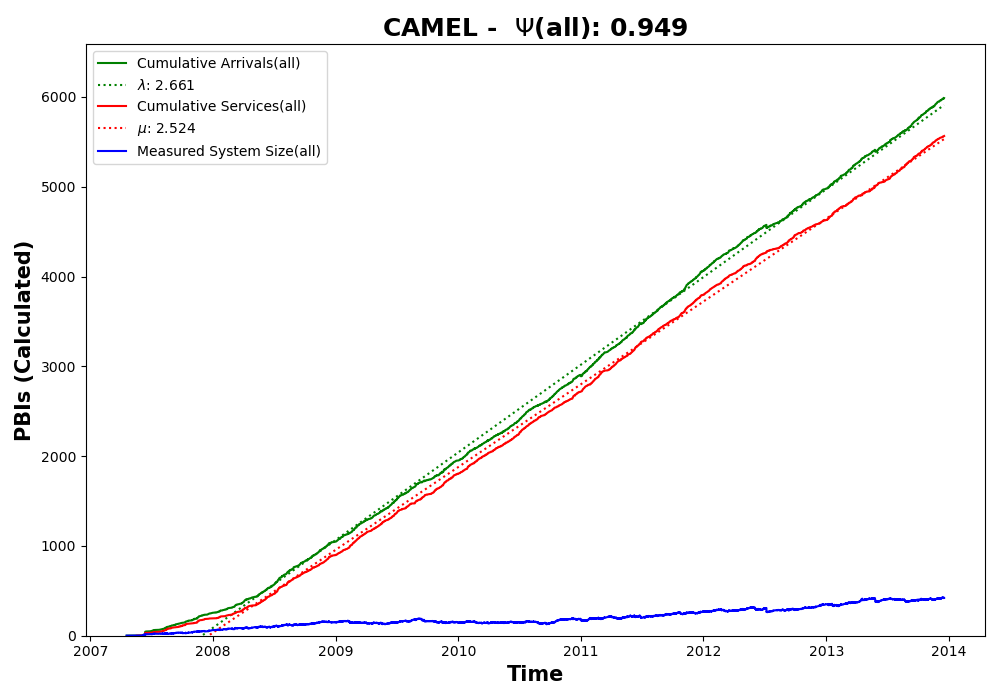 CAMEL - Ψ(all): 0.949
Cumulative Arrivals(all)
λ: 2.661
Cumulative Services(all)
μ: 2.524
Measured System Size(all)
PBIs (Calculated)
6000
5000
4000
3000
2000
1000
0
2007 2008 2009 2010 2011 2012 2013 2014
Time